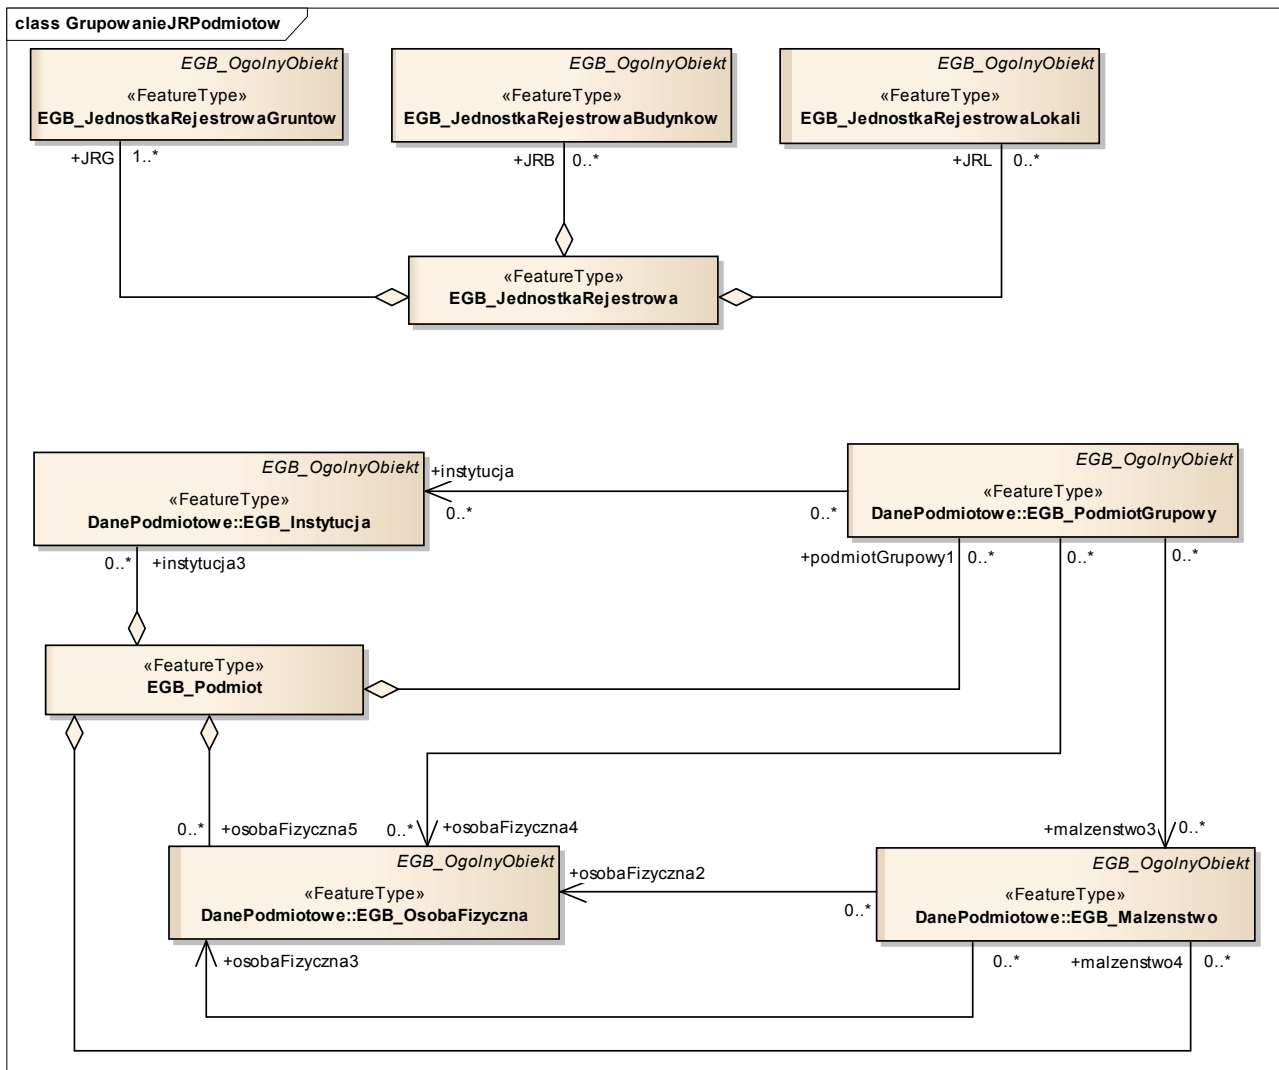 class GrupowanieJRPodmiotow
EGB_OgolnyObiekt
«FeatureType»
EGB_JednostkaRejestrowaGruntow
EGB_OgolnyObiekt
«FeatureType»
EGB_JednostkaRejestrowaBudynkow
EGB_OgolnyObiekt
«FeatureType»
EGB_JednostkaRejestrowaLokali
+JRG 1..*
+JRB 0..*
+JRL 0..*
«FeatureType»
EGB_JednostkaRejestrowa
EGB_OgolnyObiekt
«FeatureType»
DanePodmiotowe::EGB_Instytucja
+instytucja
0..*
0..*
EGB_OgolnyObiekt
«FeatureType»
DanePodmiotowe::EGB_PodmiotGrupowy
0..* +instytucja3
+podmiotGrupowy1 0..*
0..*
0..*
«FeatureType»
EGB_Podmiot
0..* +osobaFizyczna5
0..* +osobaFizyczna4
+malzenstwo3 0..*
EGB_OgolnyObiekt
«FeatureType»
DanePodmiotowe::EGB_OsobaFizyczna
+osobaFizyczna2
0..*
EGB_OgolnyObiekt
«FeatureType»
DanePodmiotowe::EGB_Malzenstwo
+osobaFizyczna3
0..*
+malzenstwo4 0..*